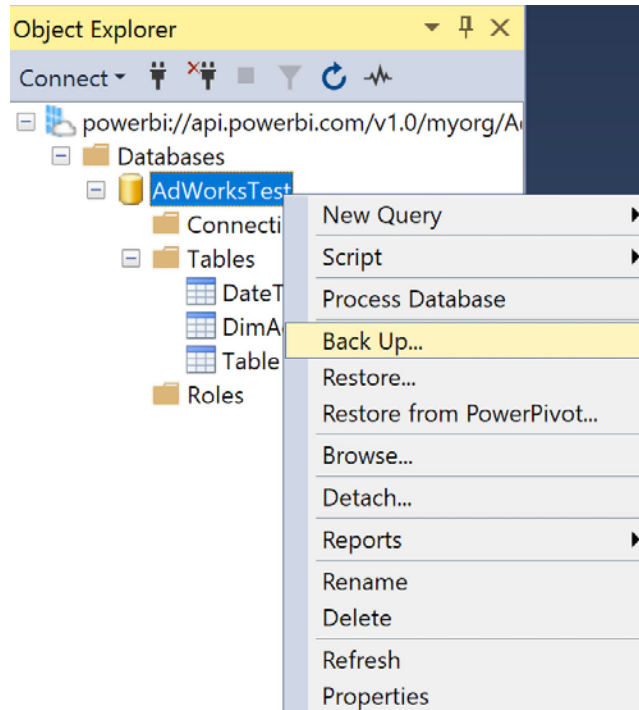 Object Explorer
Connect
powerbi://api.powerbi.com/v1.0/myorg/A
Databases
AdWorksTest
Connecti
Tables
DateT
DimA
Table
Roles
New Query
Script
Process Database
Back Up...
Restore...
Restore from PowerPivot...
Browse...
Detach...
Reports
Rename
Delete
Refresh
Properties